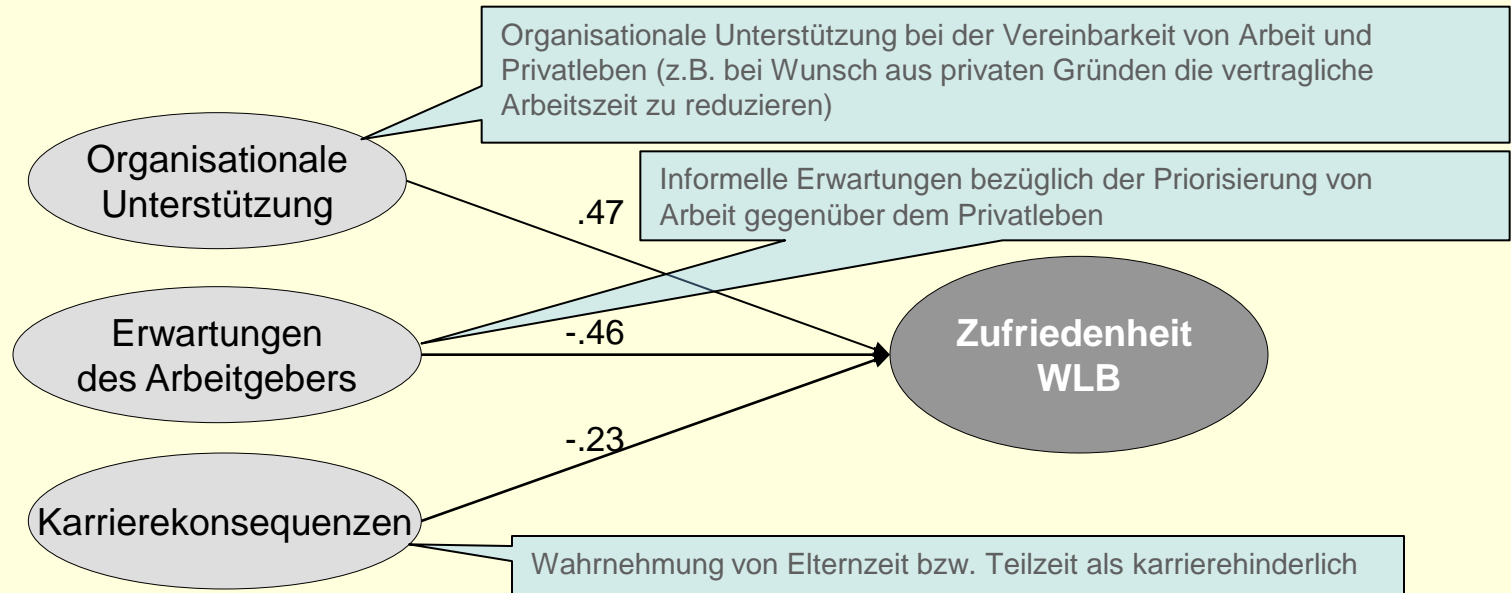 Organisationale Unterstützung bei der Vereinbarkeit von Arbeit und
Privatleben (z.B. bei Wunsch aus privaten Gründen die vertragliche
Arbeitszeit zu reduzieren)
Organisationale
Unterstützung
Informelle Erwartungen bezüglich der Priorisierung von
Arbeit gegenüber dem Privatleben
.47
Erwartungen
des Arbeitgebers
-.46
Zufriedenheit
WLB
-.23
Karrierekonsequenzen
Wahrnehmung von Elternzeit bzw. Teilzeit als karrierehinderlich